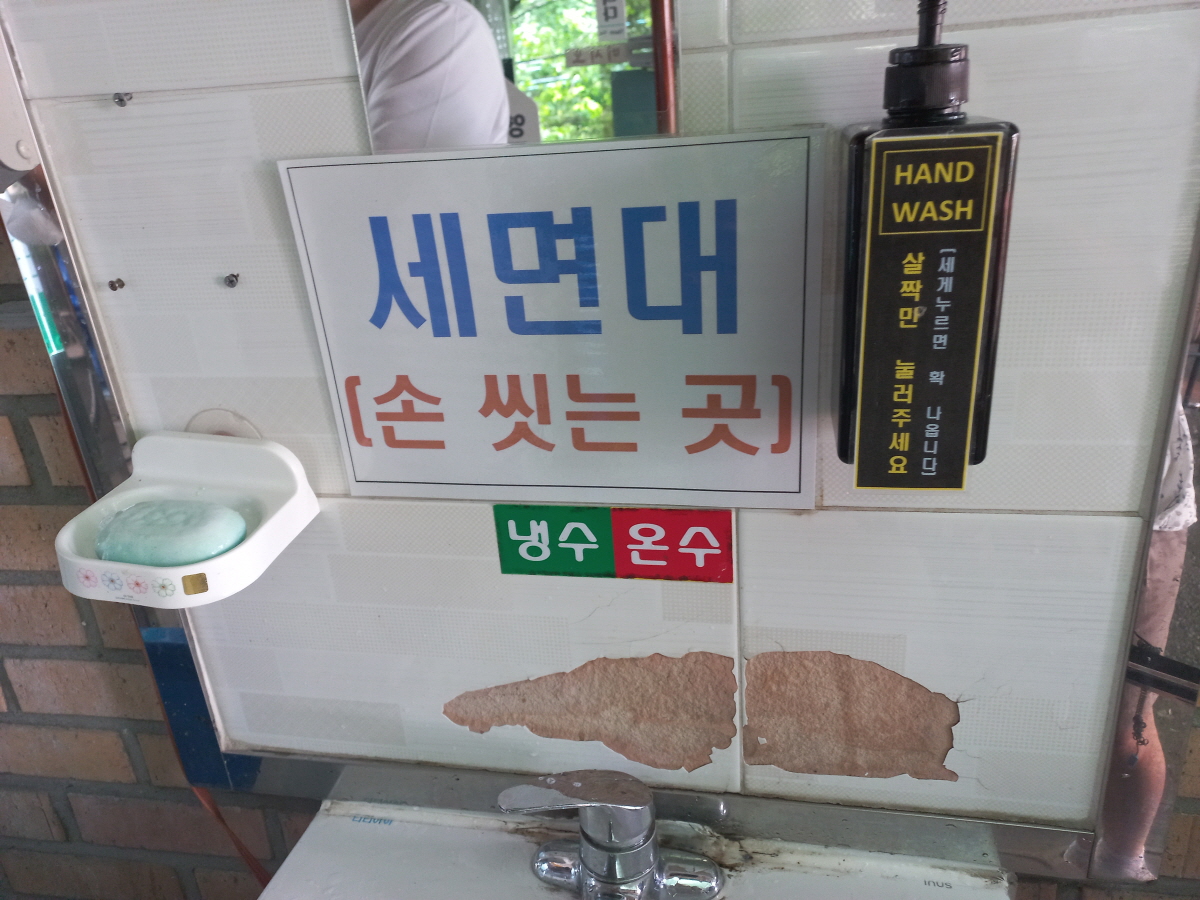 세면대
(손 씻는 곳)
HAND
WASH
살짝만 눌러주세요
(세게누르면 확 나옵니다)
냉수 온수
inus